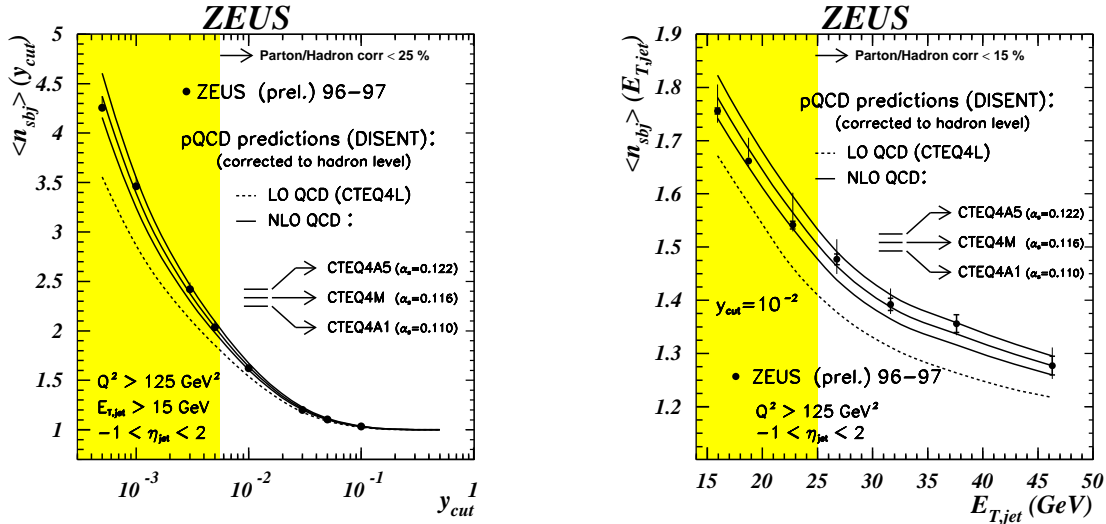 ZEUS
<n_sbj> (y_cut)
5
4.5
4
3.5
3
2.5
2
1.5
1
Parton/Hadron corr < 25 %
ZEUS (prel.) 96–97
pQCD predictions (DISENT):
(corrected to hadron level)
LO QCD (CTEQ4L)
NLO QCD :
CTEQ4A5 (αs=0.122)
CTEQ4M (αs=0.116)
CTEQ4A1 (αs=0.110)
Q² > 125 GeV²
E_T,jet > 15 GeV
−1 < η_jet < 2
10⁻³
10⁻²
10⁻¹
1
y_cut
ZEUS
<n_sbj> (E_T,jet)
1.9
1.8
1.7
1.6
1.5
1.4
1.3
1.2
Parton/Hadron corr < 15 %
pQCD predictions (DISENT):
(corrected to hadron level)
LO QCD (CTEQ4L)
NLO QCD:
CTEQ4A5 (αs=0.122)
CTEQ4M (αs=0.116)
CTEQ4A1 (αs=0.110)
y_cut=10⁻²
ZEUS (prel.) 96–97
Q² > 125 GeV²
−1 < η_jet < 2
15 20 25 30 35 40 45 50
E_T,jet (GeV)